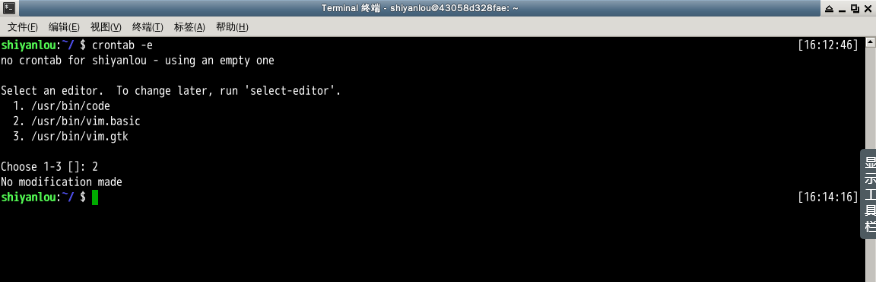 Terminal 终端 - shiyanlou@43058d328fae: ~
文件(F) 编辑(E) 视图(V) 终端(T) 标签(A) 帮助(H)
shiyanlou:~/ $ crontab -e [16:12:46]
no crontab for shiyanlou - using an empty one
Select an editor.  To change later, run 'select-editor'.
  1. /usr/bin/code
  2. /usr/bin/vim.basic
  3. /usr/bin/vim.gtk
Choose 1-3 []: 2
No modification made
shiyanlou:~/ $ [16:14:16]
显示工具栏